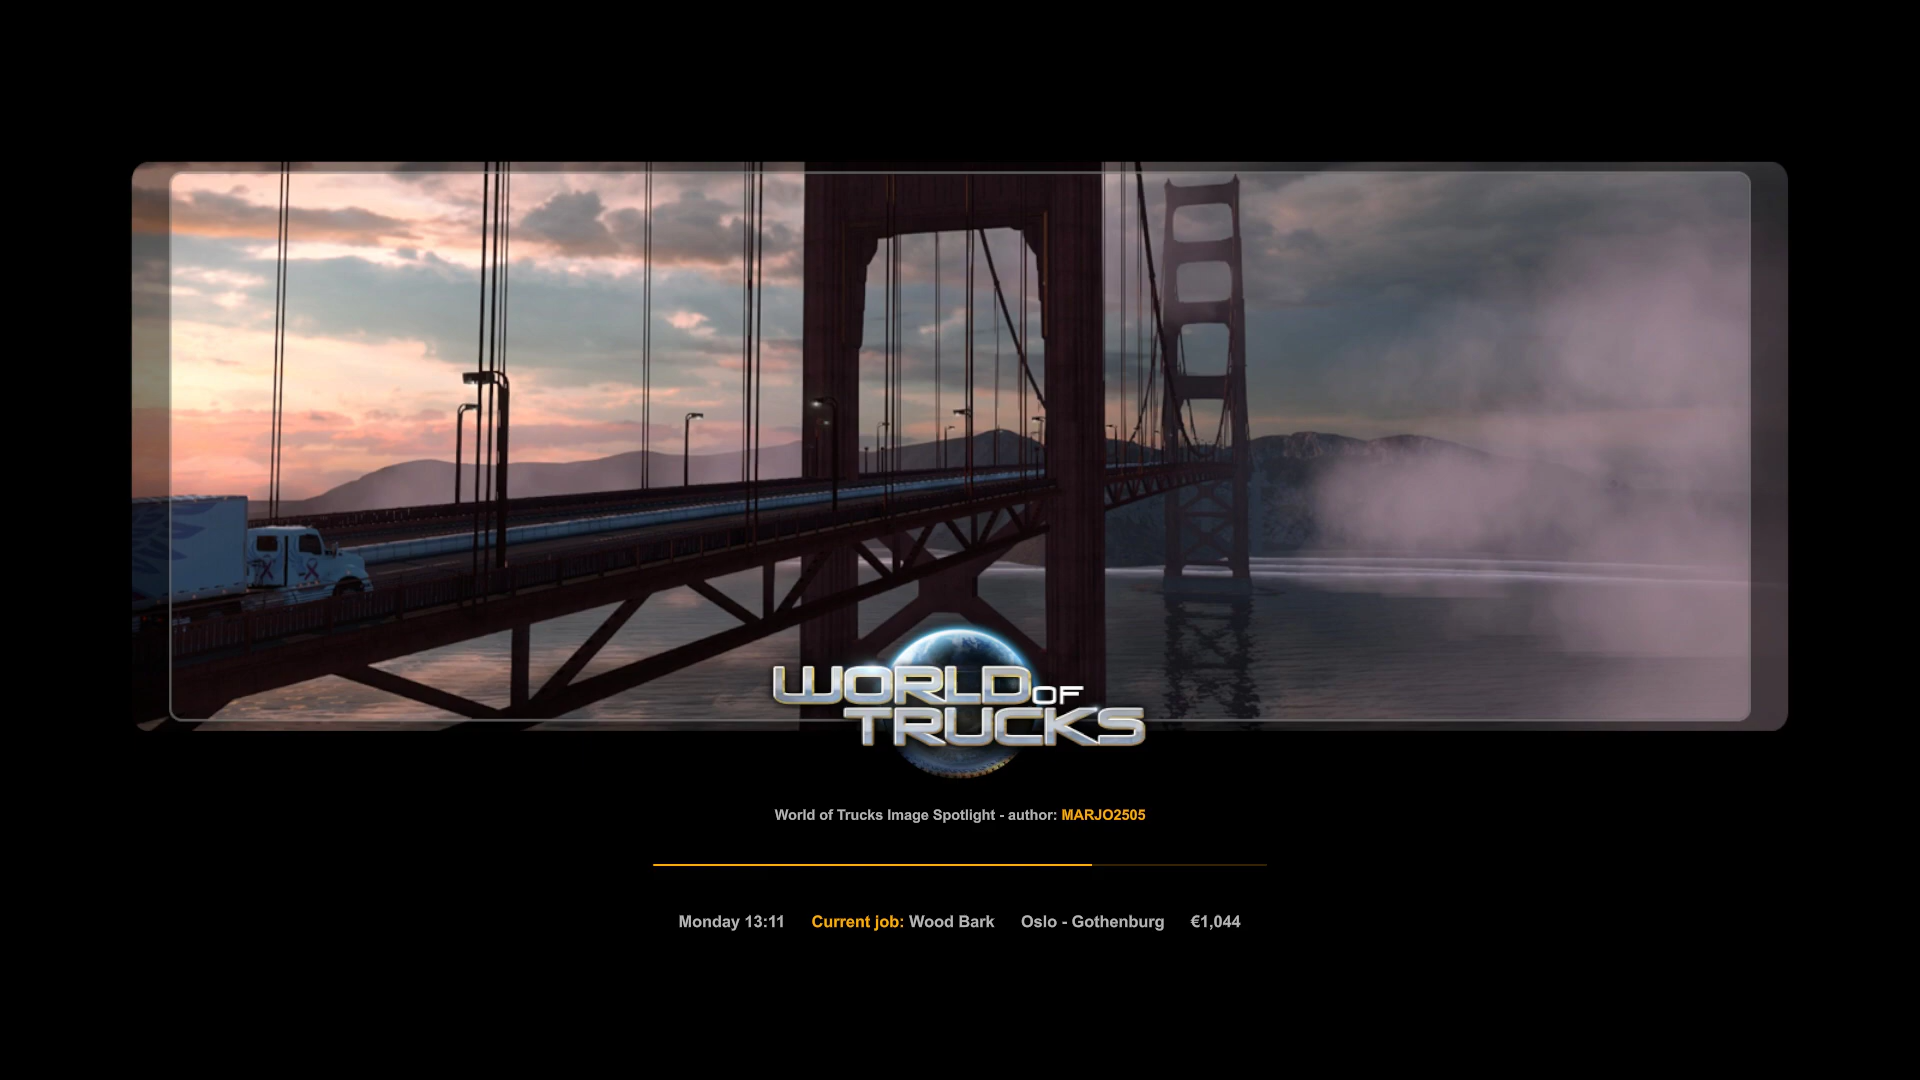 WORLD OF
TRUCKS
World of Trucks Image Spotlight - author: MARJO2505
Monday 13:11 Current job: Wood Bark Oslo - Gothenburg €1,044